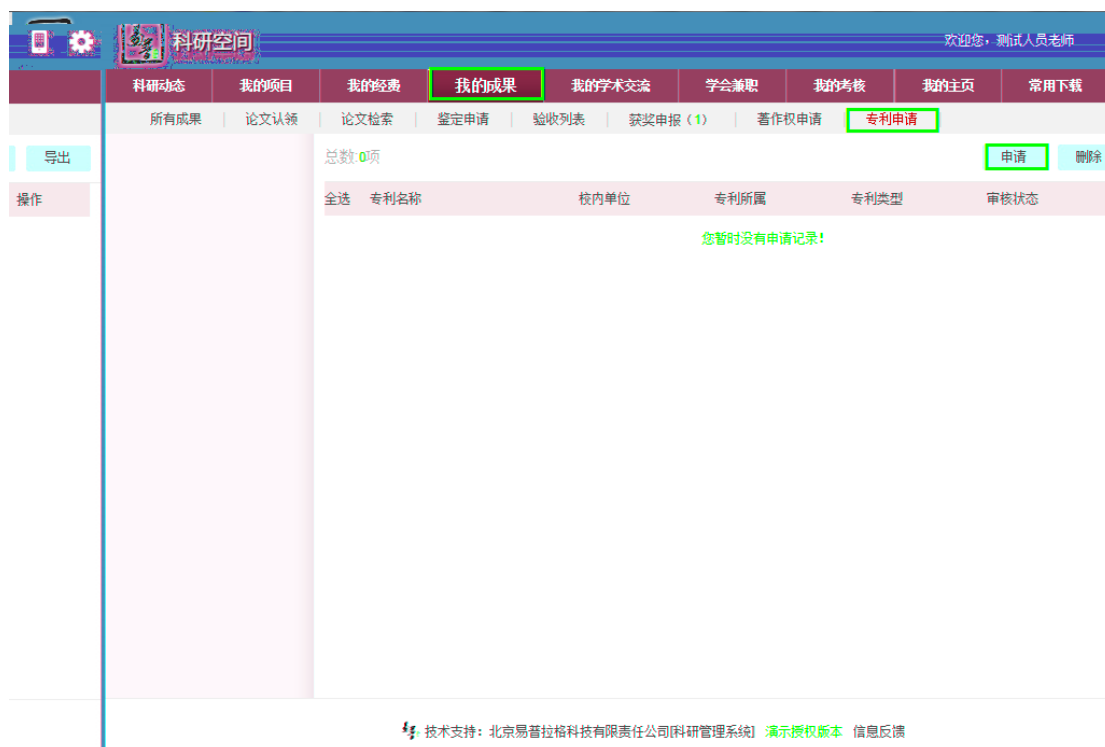 科研空间
欢迎您，测试人员老师
科研动态 我的项目 我的经费 我的成果 我的学术交流 学会兼职 我的考核 我的主页 常用下载
所有成果 论文认领 论文检索 鉴定申请 验收列表 获奖申报（1） 著作权申请 专利申请
导出 总数:0项 申请 删除
操作 全选 专利名称 校内单位 专利所属 专利类型 审核状态
您暂时没有申请记录！
技术支持：北京易普拉格科技有限责任公司[科研管理系统] 演示授权版本 信息反馈